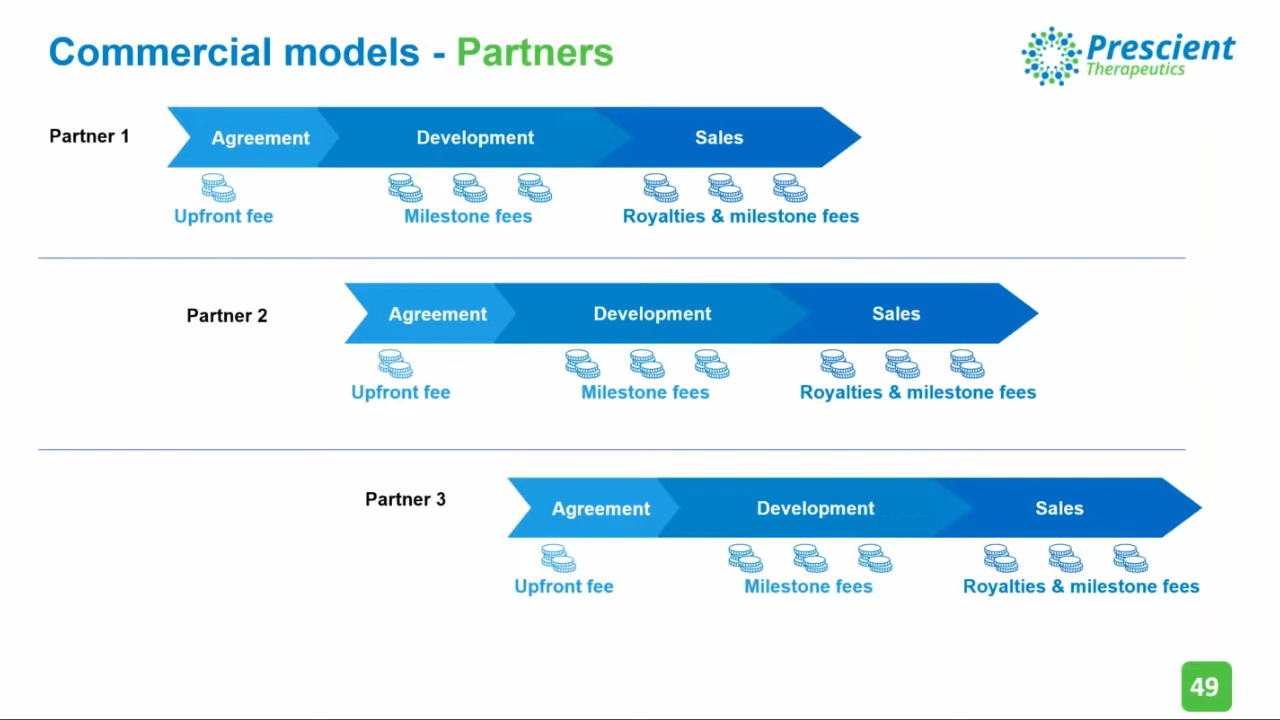 Commercial models - Partners
Prescient
Therapeutics
Partner 1
Agreement
Development
Sales
Upfront fee
Milestone fees
Royalties & milestone fees
Partner 2
Agreement
Development
Sales
Upfront fee
Milestone fees
Royalties & milestone fees
Partner 3
Agreement
Development
Sales
Upfront fee
Milestone fees
Royalties & milestone fees
49